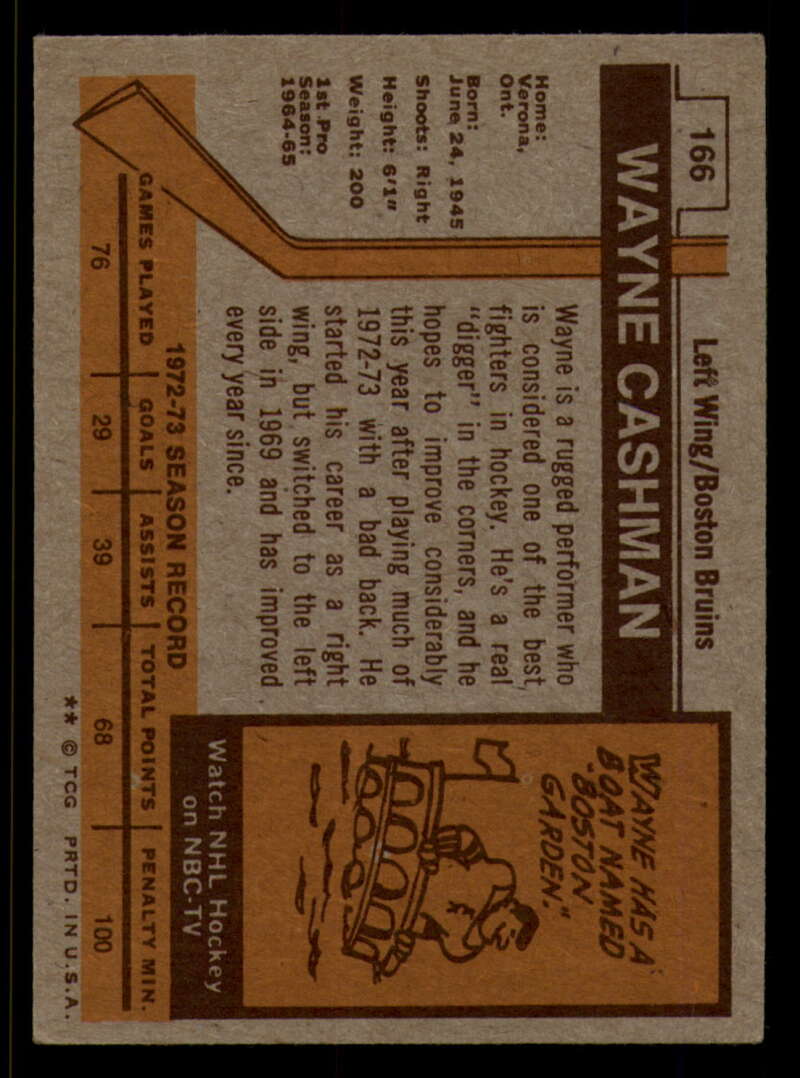 166
Left Wing/Boston Bruins
WAYNE CASHMAN
Home:
Verona,
Ont.
Born:
June 24, 1945
Shoots: Right
Height: 6'1"
Weight: 200
1st Pro
Season:
1964-65
Wayne is a rugged performer who
is considered one of the best
fighters in hockey. He's a real
"digger" in the corners, and he
hopes to improve considerably
this year after playing much of
1972-73 with a bad back. He
started his career as a right
wing, but switched to the left
side in 1969 and has improved
every year since.
WAYNE HAS A
BOAT NAMED
"BOSTON
GARDEN."
Watch NHL Hockey
on NBC-TV
1972-73 SEASON RECORD
GAMES PLAYED GOALS ASSISTS TOTAL POINTS PENALTY MIN.
76 29 39 68 100
** © TCG PRTD. IN U.S.A.